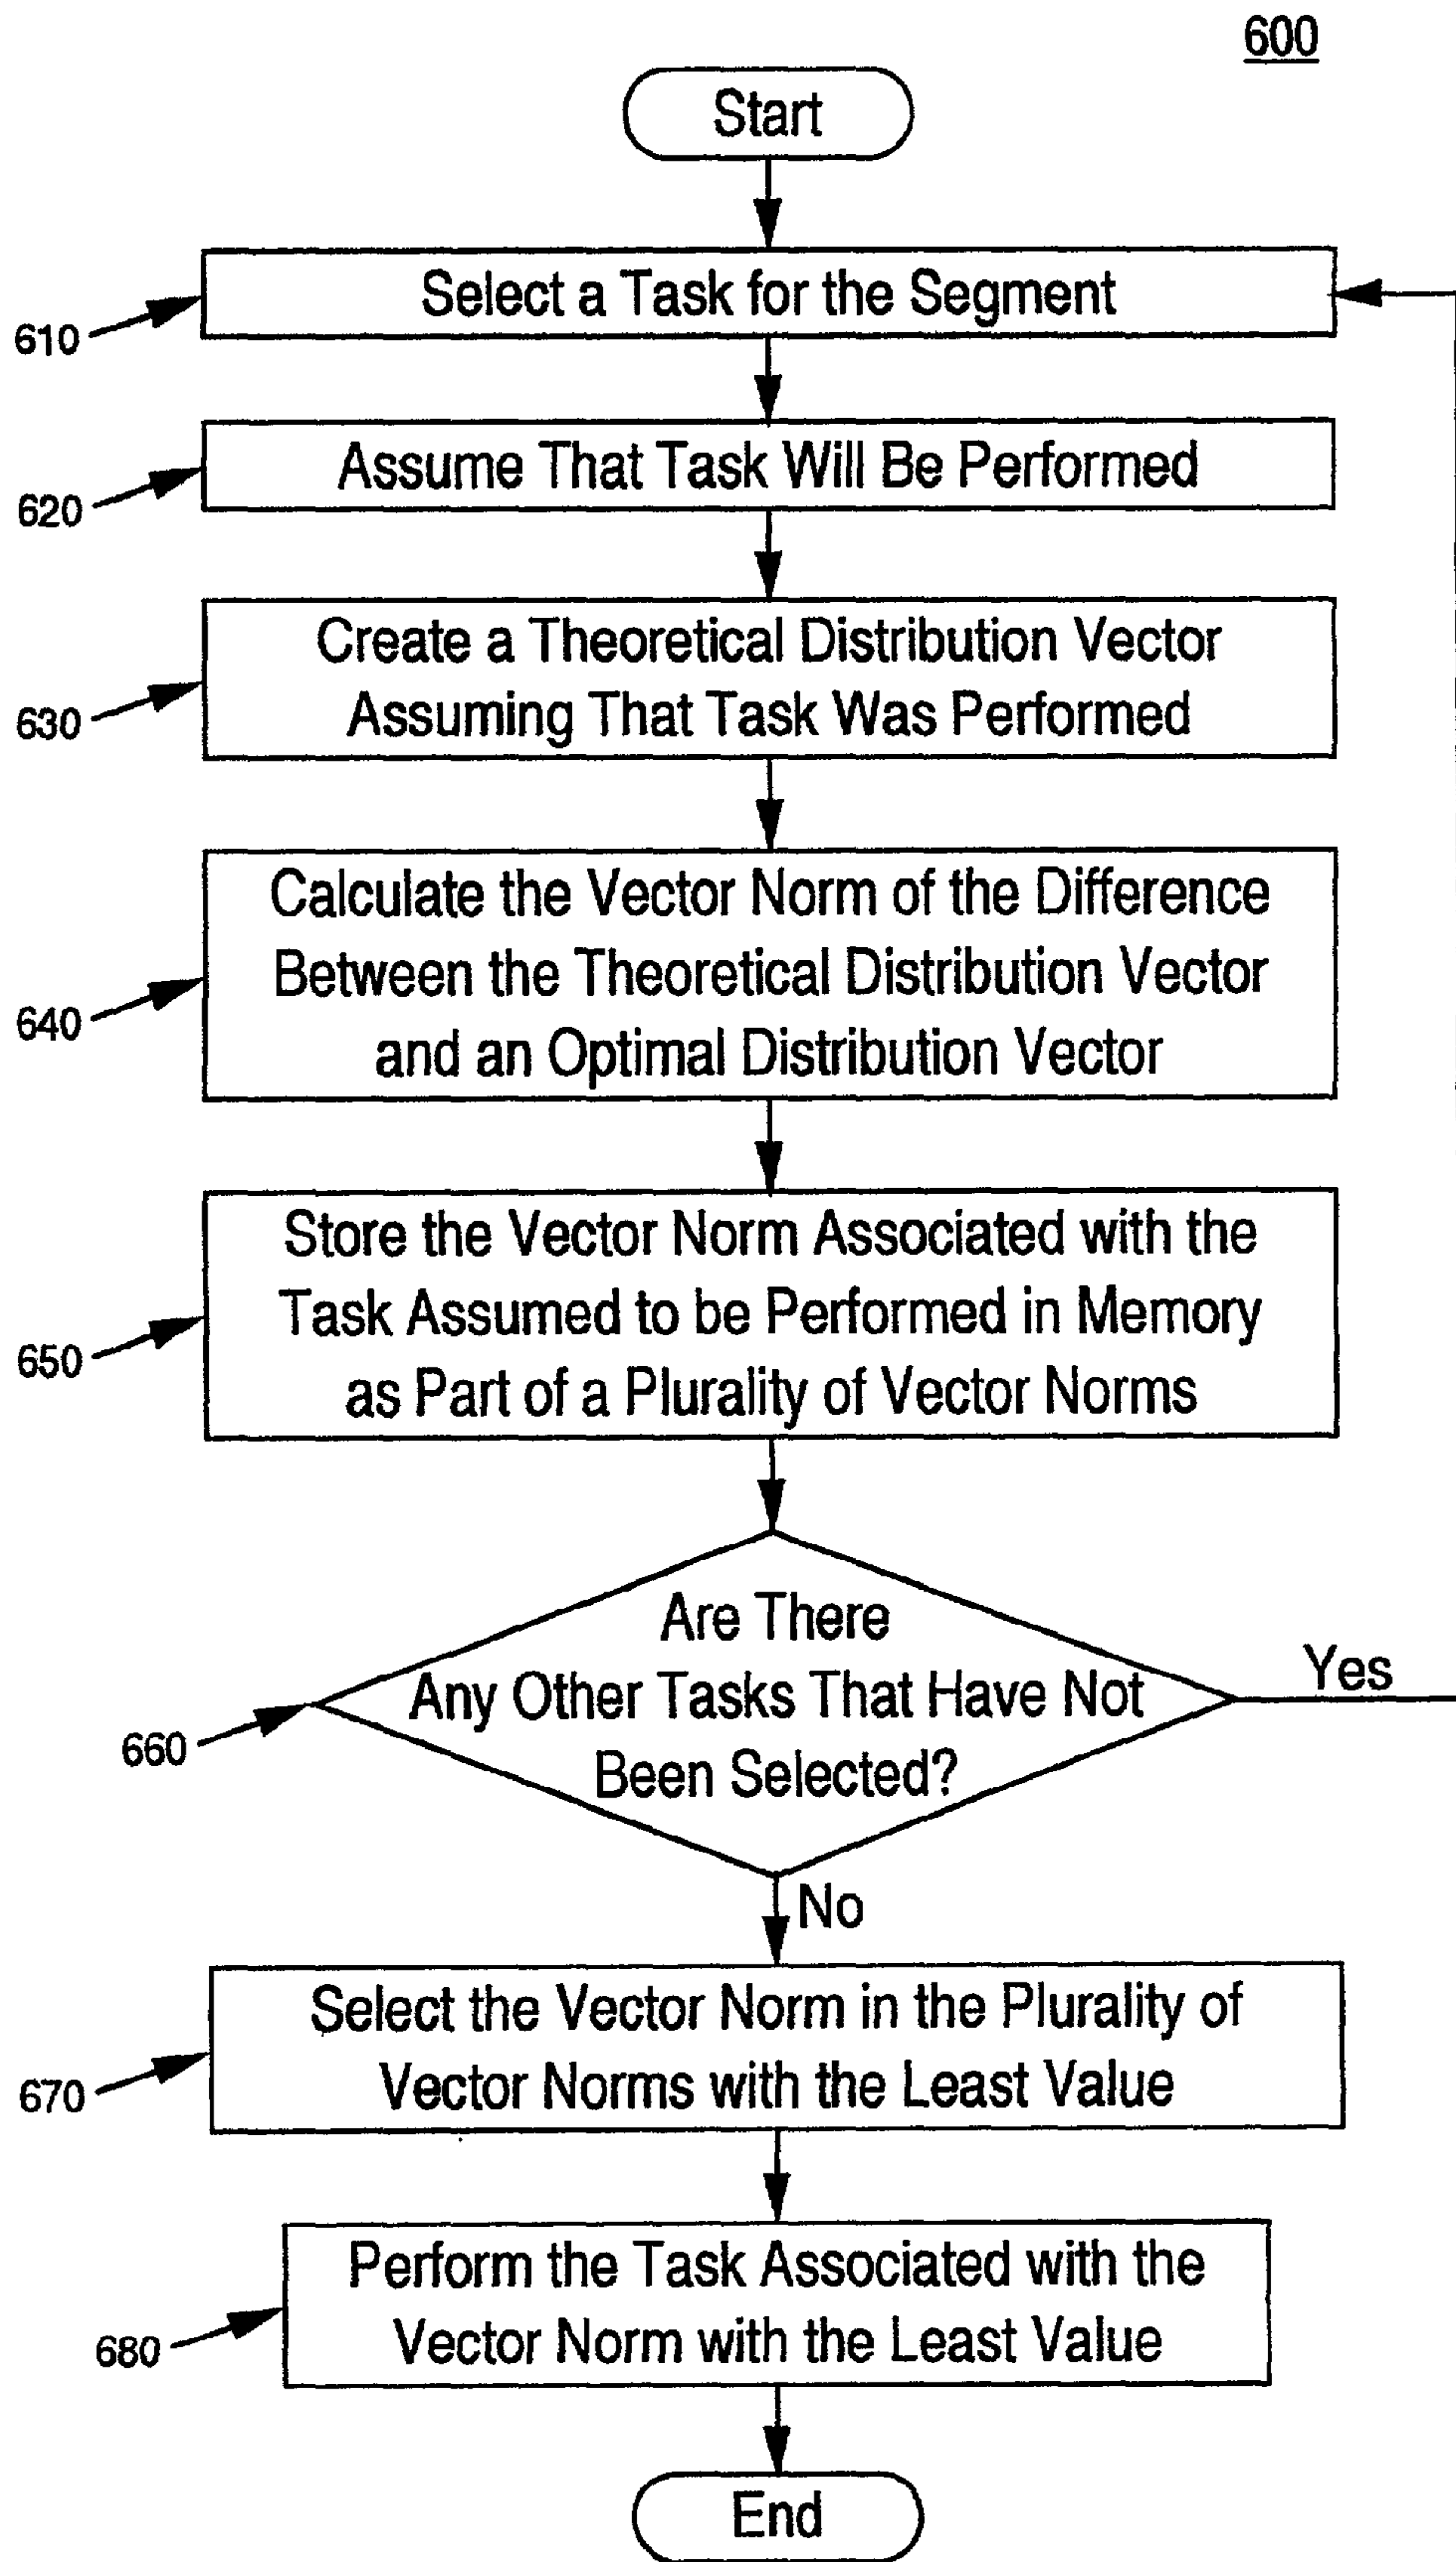 600
Start
610
Select a Task for the Segment
620
Assume That Task Will Be Performed
630
Create a Theoretical Distribution Vector
Assuming That Task Was Performed
640
Calculate the Vector Norm of the Difference
Between the Theoretical Distribution Vector
and an Optimal Distribution Vector
650
Store the Vector Norm Associated with the
Task Assumed to be Performed in Memory
as Part of a Plurality of Vector Norms
660
Are There
Any Other Tasks That Have Not
Been Selected?
Yes
No
670
Select the Vector Norm in the Plurality of
Vector Norms with the Least Value
680
Perform the Task Associated with the
Vector Norm with the Least Value
End